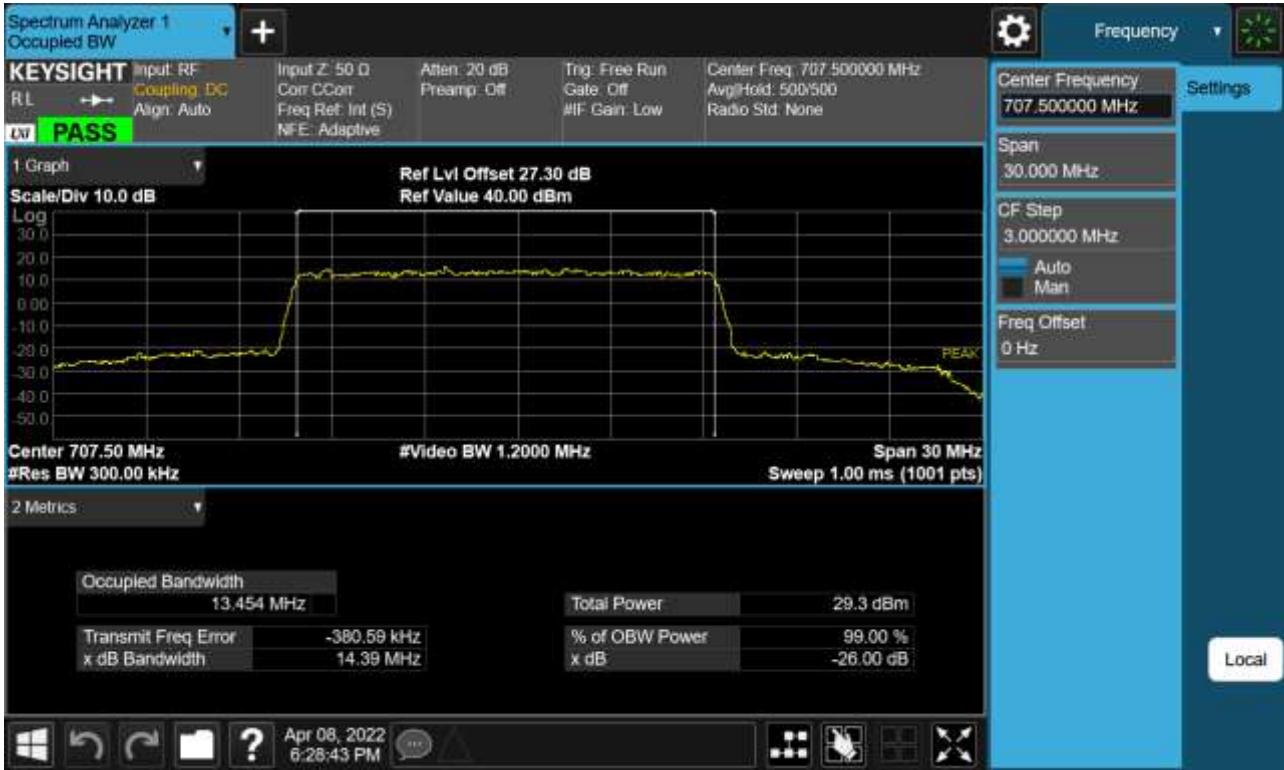 Spectrum Analyzer 1
Occupied BW
+
Frequency
KEYSIGHT
RL
LXI
PASS
Input: RF
Coupling: DC
Align: Auto
Input Z: 50 Ω
Corr CCorr
Freq Ref: Int (S)
NFE: Adaptive
Atten: 20 dB
Preamp: Off
Trig: Free Run
Gate: Off
#IF Gain: Low
Center Freq: 707.500000 MHz
Avg|Hold: 500/500
Radio Std: None
Center Frequency
707.500000 MHz
Settings
Span
30.000 MHz
CF Step
3.000000 MHz
Auto
Man
Freq Offset
0 Hz
Local
1 Graph
Scale/Div 10.0 dB
Ref Lvl Offset 27.30 dB
Ref Value 40.00 dBm
Log
30.0
20.0
10.0
0.00
-10.0
-20.0
-30.0
-40.0
-50.0
PEAK
Center 707.50 MHz
#Video BW 1.2000 MHz
Span 30 MHz
#Res BW 300.00 kHz
Sweep 1.00 ms (1001 pts)
2 Metrics
Occupied Bandwidth
13.454 MHz
Total Power 29.3 dBm
Transmit Freq Error -380.59 kHz
% of OBW Power 99.00 %
x dB Bandwidth 14.39 MHz
x dB -26.00 dB
?
Apr 08, 2022
6:28:43 PM